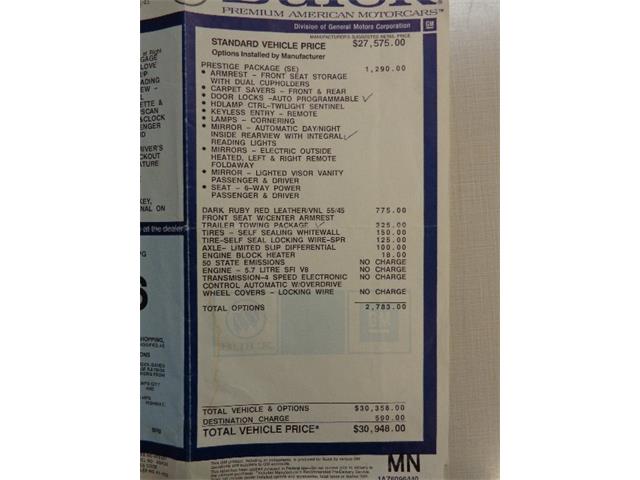 BUICK
PREMIUM AMERICAN MOTORCARS™
Division of General Motors Corporation
GM
MANUFACTURER'S SUGGESTED RETAIL PRICE
STANDARD VEHICLE PRICE $27,575.00
Options Installed by Manufacturer
PRESTIGE PACKAGE (SE) 1,290.00
• ARMREST - FRONT SEAT STORAGE
WITH DUAL CUPHOLDERS
• CARPET SAVERS - FRONT & REAR
• DOOR LOCKS -AUTO PROGRAMMABLE
• HDLAMP CTRL-TWILIGHT SENTINEL
• KEYLESS ENTRY - REMOTE
• LAMPS - CORNERING
• MIRROR - AUTOMATIC DAY/NIGHT
INSIDE REARVIEW WITH INTEGRAL
READING LIGHTS
• MIRRORS - ELECTRIC OUTSIDE
HEATED, LEFT & RIGHT REMOTE
FOLDAWAY
• MIRROR - LIGHTED VISOR VANITY
PASSENGER & DRIVER
• SEAT - 6-WAY POWER
PASSENGER & DRIVER
DARK RUBY RED LEATHER/VNL 55/45 775.00
FRONT SEAT W/CENTER ARMREST
TRAILER TOWING PACKAGE 325.00
TIRES - SELF SEALING WHITEWALL 150.00
TIRE-SELF SEAL LOCKING WIRE-SPR 125.00
AXLE- LIMITED SLIP DIFFERENTIAL 100.00
ENGINE BLOCK HEATER 18.00
50 STATE EMISSIONS NO CHARGE
ENGINE - 5.7 LITRE SFI V8 NO CHARGE
TRANSMISSION-4 SPEED ELECTRONIC NO CHARGE
CONTROL AUTOMATIC W/OVERDRIVE
WHEEL COVERS - LOCKING WIRE NO CHARGE
TOTAL OPTIONS 2,783.00
BUICK
GM
TOTAL VEHICLE & OPTIONS $30,358.00
DESTINATION CHARGE 590.00
TOTAL VEHICLE PRICE* $30,948.00
MN